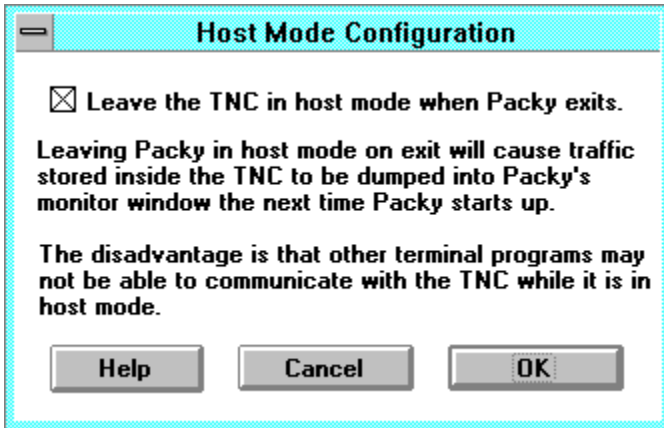 Host Mode Configuration
Leave the TNC in host mode when Packy exits.
Leaving Packy in host mode on exit will cause traffic
stored inside the TNC to be dumped into Packy's
monitor window the next time Packy starts up.
The disadvantage is that other terminal programs may
not be able to communicate with the TNC while it is in
host mode.
Help Cancel OK